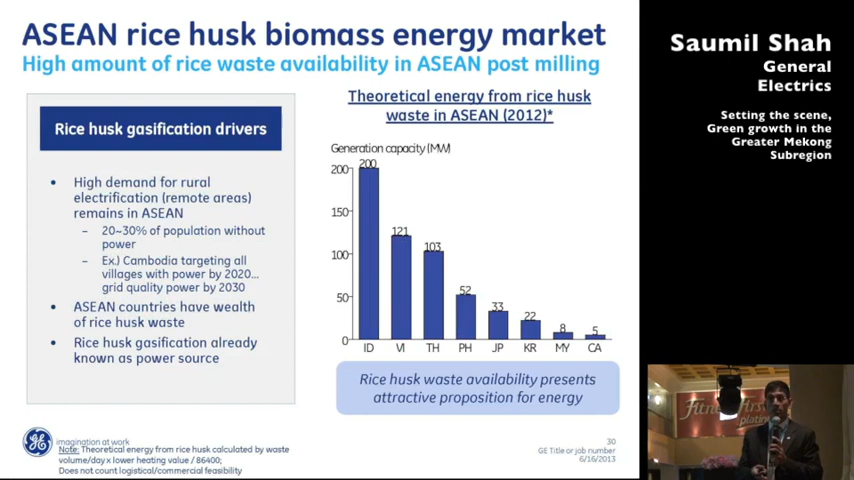 ASEAN rice husk biomass energy market
High amount of rice waste availability in ASEAN post milling
Rice husk gasification drivers
• High demand for rural
electrification (remote areas)
remains in ASEAN
– 20~30% of population without
power
– Ex.) Cambodia targeting all
villages with power by 2020...
grid quality power by 2030
• ASEAN countries have wealth
of rice husk waste
• Rice husk gasification already
known as power source
Theoretical energy from rice husk
waste in ASEAN (2012)*
Generation capacity (MW)
200
150
100
50
0
200
121
103
52
33
22
8
5
ID VI TH PH JP KR MY CA
Rice husk waste availability presents
attractive proposition for energy
imagination at work
Note: Theoretical energy from rice husk calculated by waste
volume/day x lower heating value / 86400;
Does not count logistical/commercial feasibility
30
GE Title or job number
6/16/2013
Saumil Shah
General
Electrics
Setting the scene,
Green growth in the
Greater Mekong
Subregion